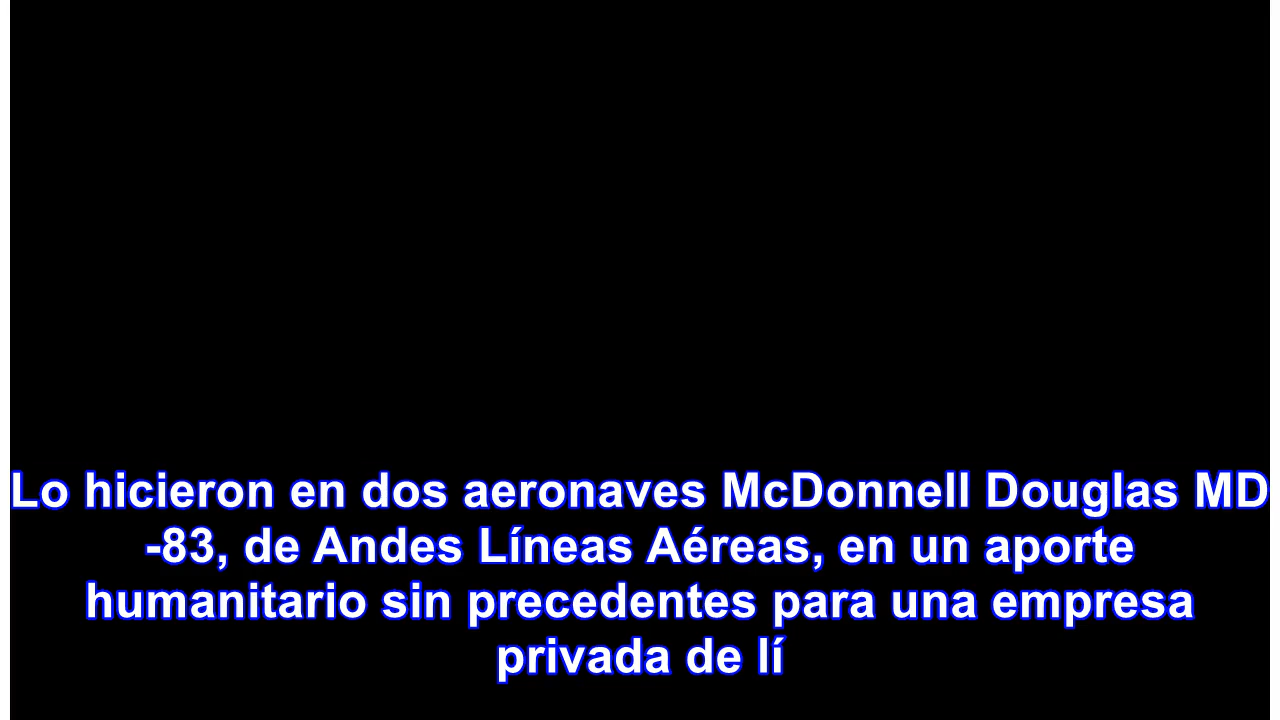 Lo hicieron en dos aeronaves McDonnell Douglas MD
-83, de Andes Líneas Aéreas, en un aporte
humanitario sin precedentes para una empresa
privada de lí